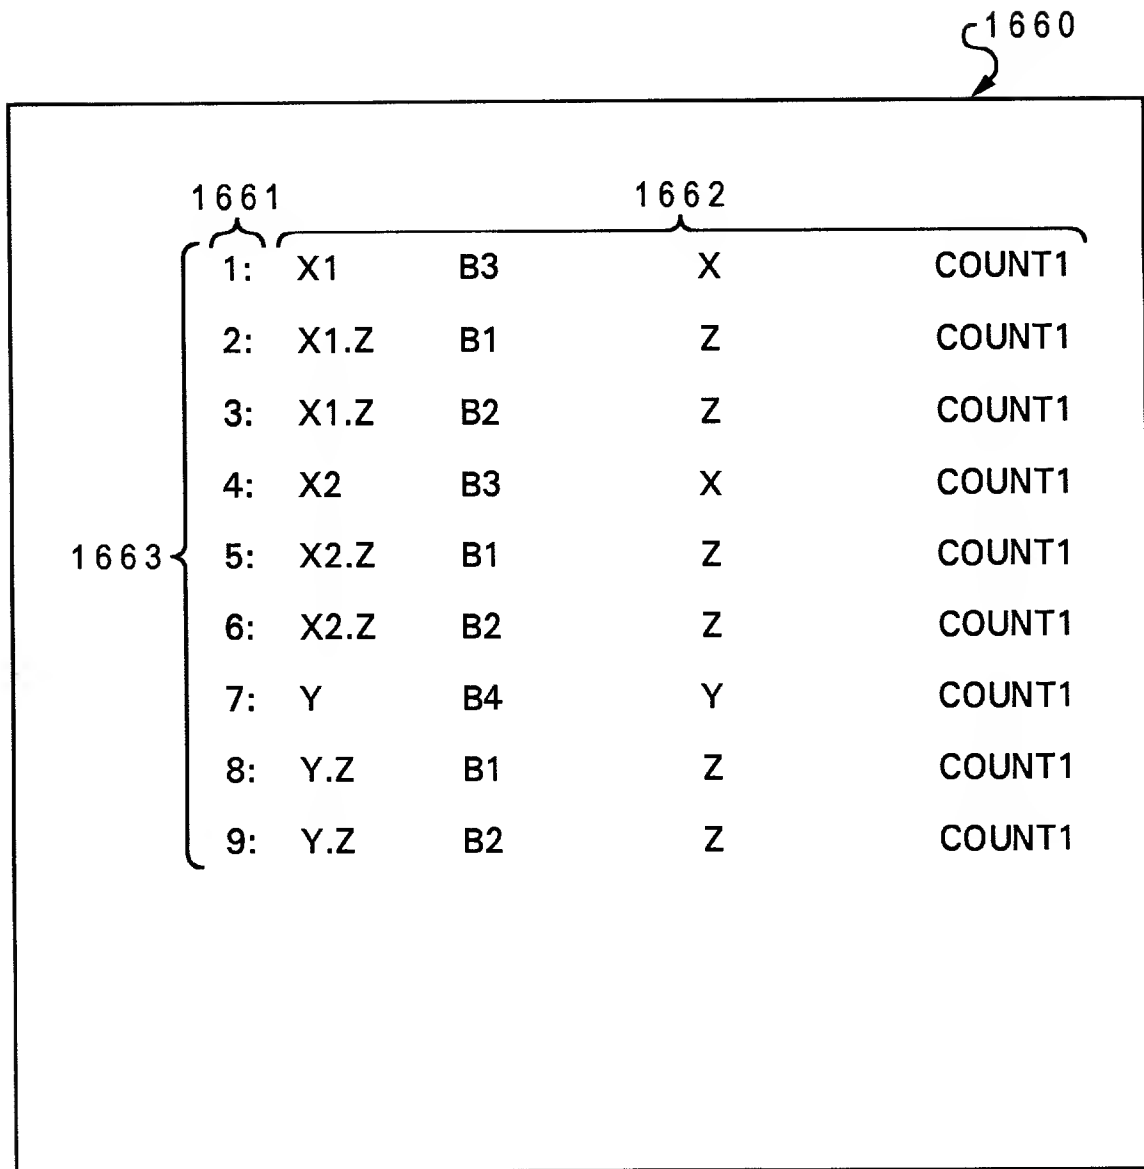 1660
1661 1662
1: X1 B3 X COUNT1
2: X1.Z B1 Z COUNT1
3: X1.Z B2 Z COUNT1
4: X2 B3 X COUNT1
1663 5: X2.Z B1 Z COUNT1
6: X2.Z B2 Z COUNT1
7: Y B4 Y COUNT1
8: Y.Z B1 Z COUNT1
9: Y.Z B2 Z COUNT1